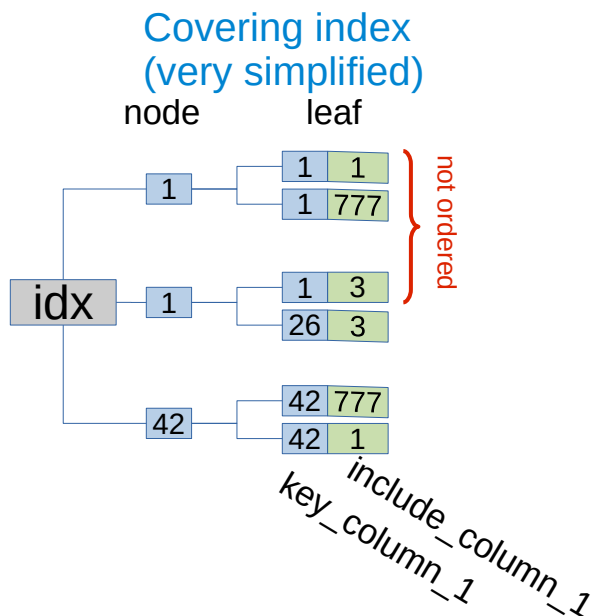 Covering index
(very simplified)
node leaf
1 1
1
1 777
not ordered
idx
1
1 3
26 3
42
42 777
42 1
key_column_1
include_column_1